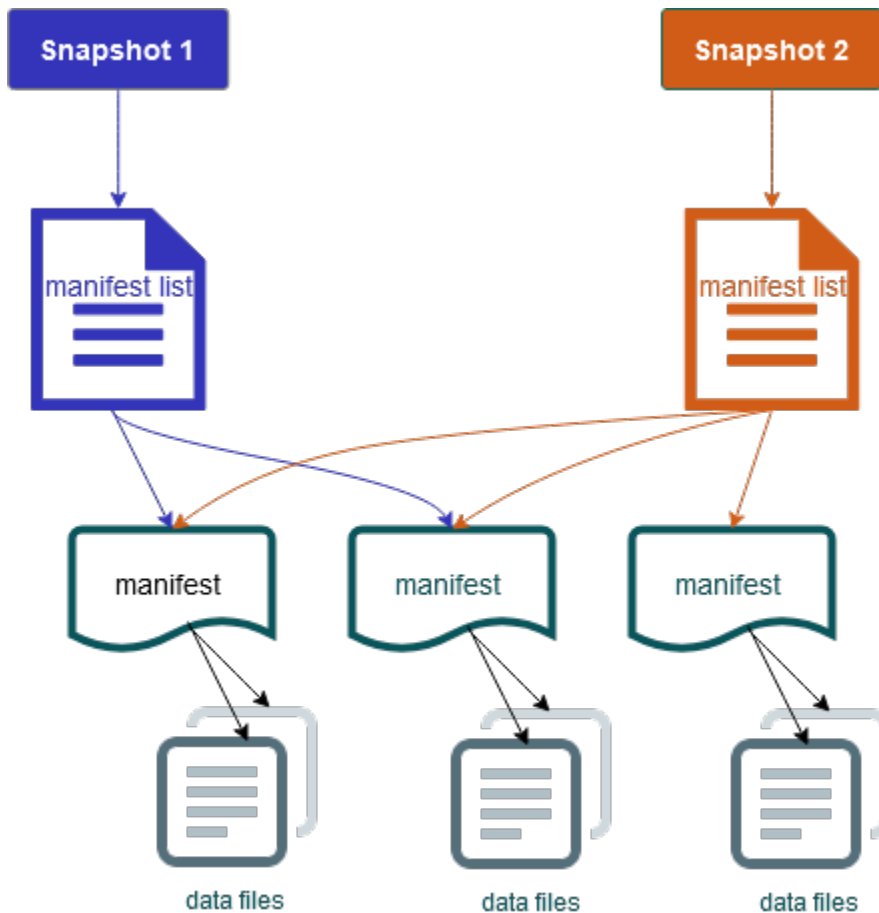 Snapshot 1
Snapshot 2
manifest list
manifest list
manifest
manifest
manifest
data files
data files
data files